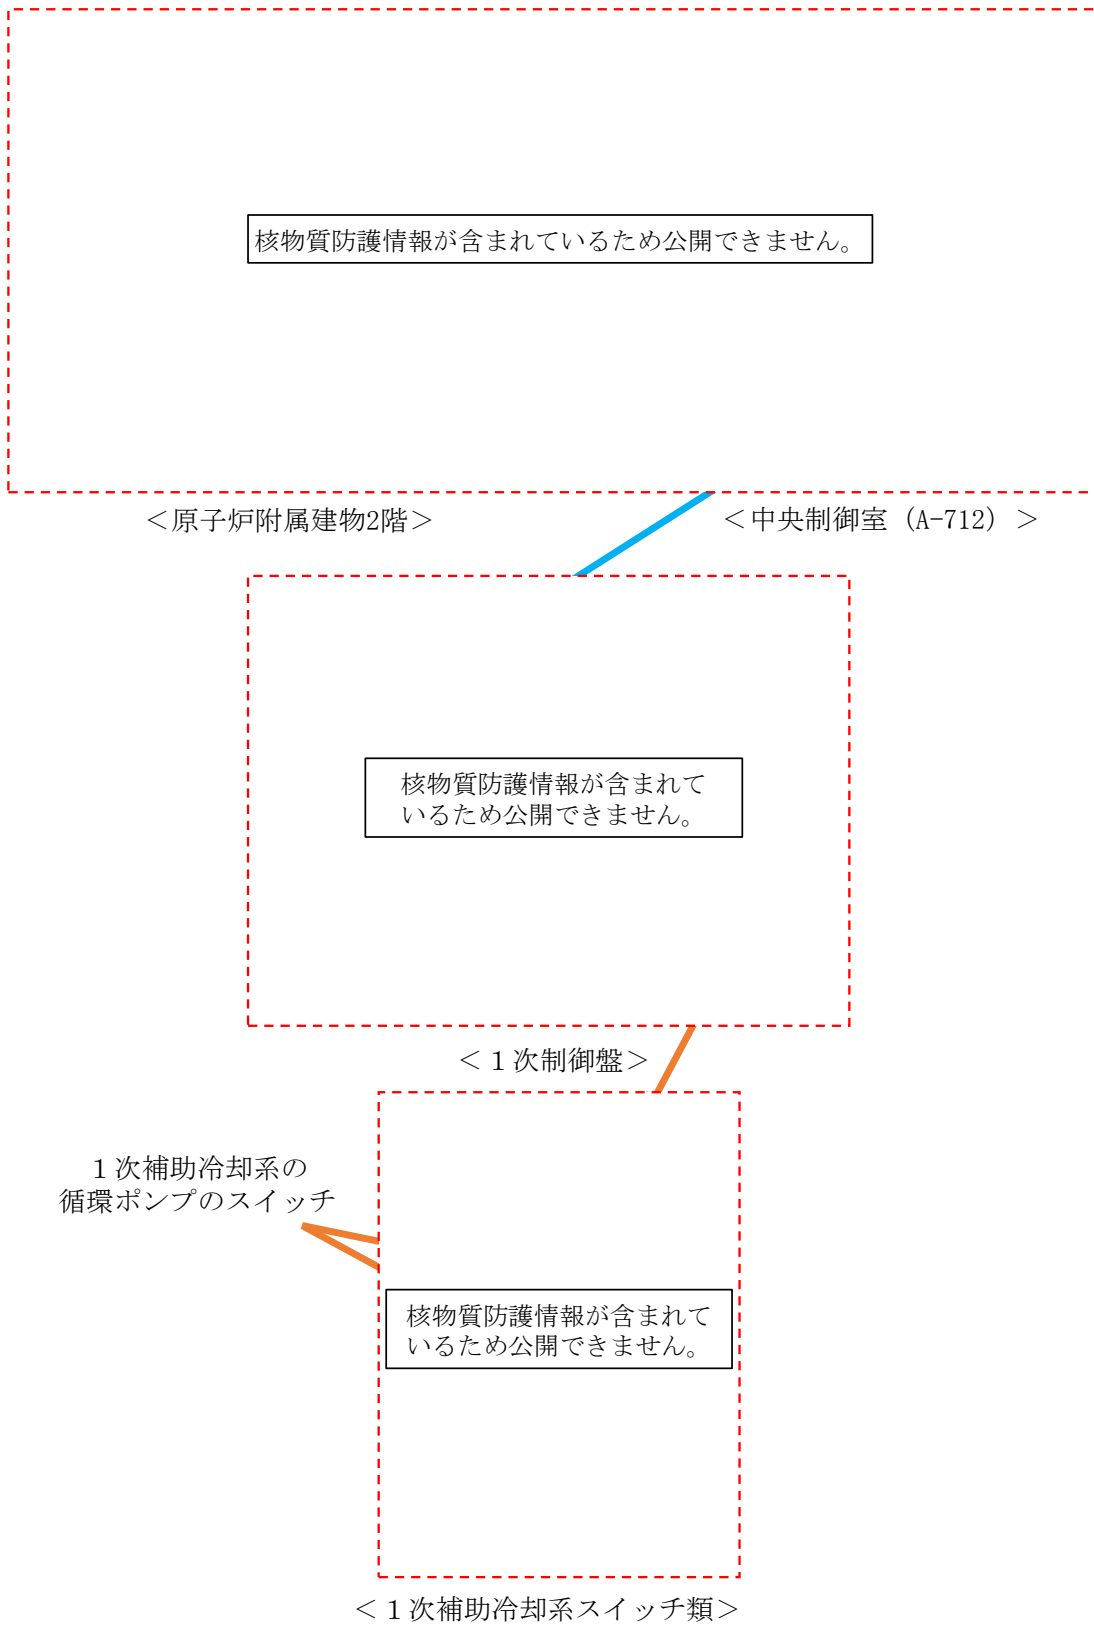 核物質防護情報が含まれているため公開できません。
＜原子炉附属建物2階＞
＜中央制御室（A-712）＞
核物質防護情報が含まれて
いるため公開できません。
＜１次制御盤＞
１次補助冷却系の
循環ポンプのスイッチ
核物質防護情報が含まれて
いるため公開できません。
＜１次補助冷却系スイッチ類＞